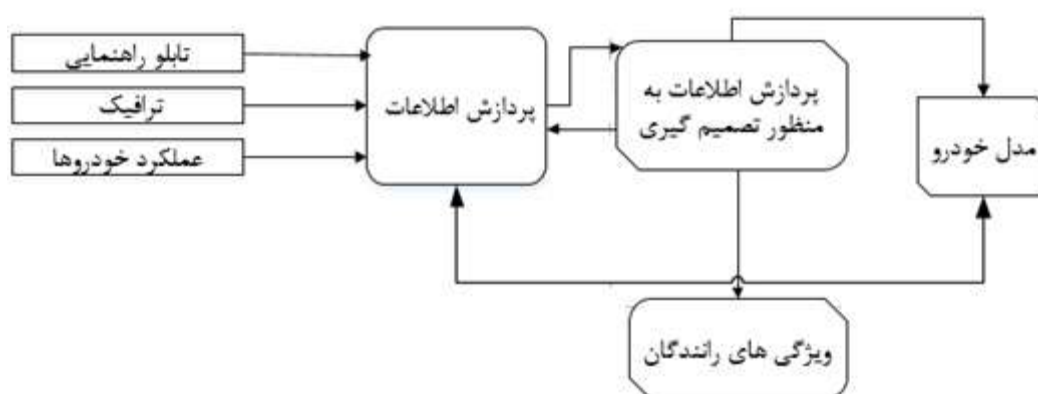 تابلو راهنمایی
ترافیک
عملکرد خودروها
پردازش اطلاعات
پردازش اطلاعات به
منظور تصمیم گیری
مدل خودرو
ویژگی های رانندگان